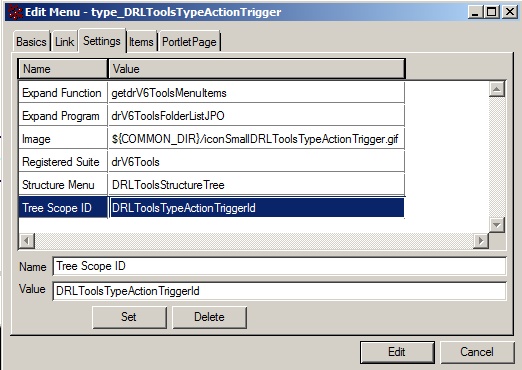 Edit Menu - type_DRLToolsTypeActionTrigger
Basics Link Settings Items PortletPage
Name Value
Expand Function getdrV6ToolsMenuItems
Expand Program drV6ToolsFolderListJPO
Image ${COMMON_DIR}/iconSmallDRLToolsTypeActionTrigger.gif
Registered Suite drV6Tools
Structure Menu DRLToolsStructureTree
Tree Scope ID DRLToolsTypeActionTriggerId
Name Tree Scope ID
Value DRLToolsTypeActionTriggerId
Set Delete
Edit Cancel